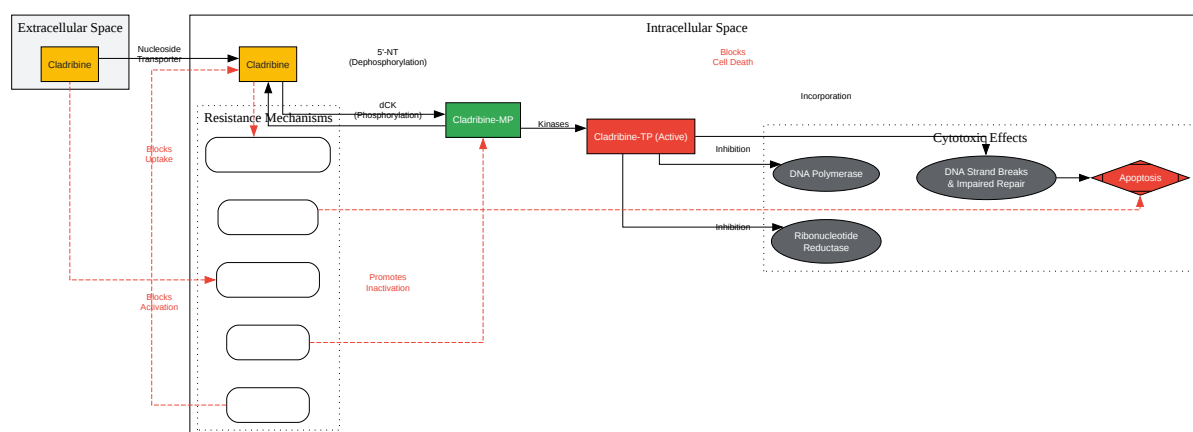 Extracellular Space
Intracellular Space
Cladribine
Nucleoside
Transporter
Cladribine
5'-NT
(Dephosphorylation)
Blocks
Cell Death
Incorporation
dCK
(Phosphorylation)
Resistance Mechanisms
Cladribine-MP
Kinases
Cladribine-TP (Active)
Cytotoxic Effects
Blocks
Uptake
Inhibition
DNA Polymerase
DNA Strand Breaks
& Impaired Repair
Apoptosis
Inhibition
Ribonucleotide
Reductase
Promotes
Inactivation
Blocks
Activation